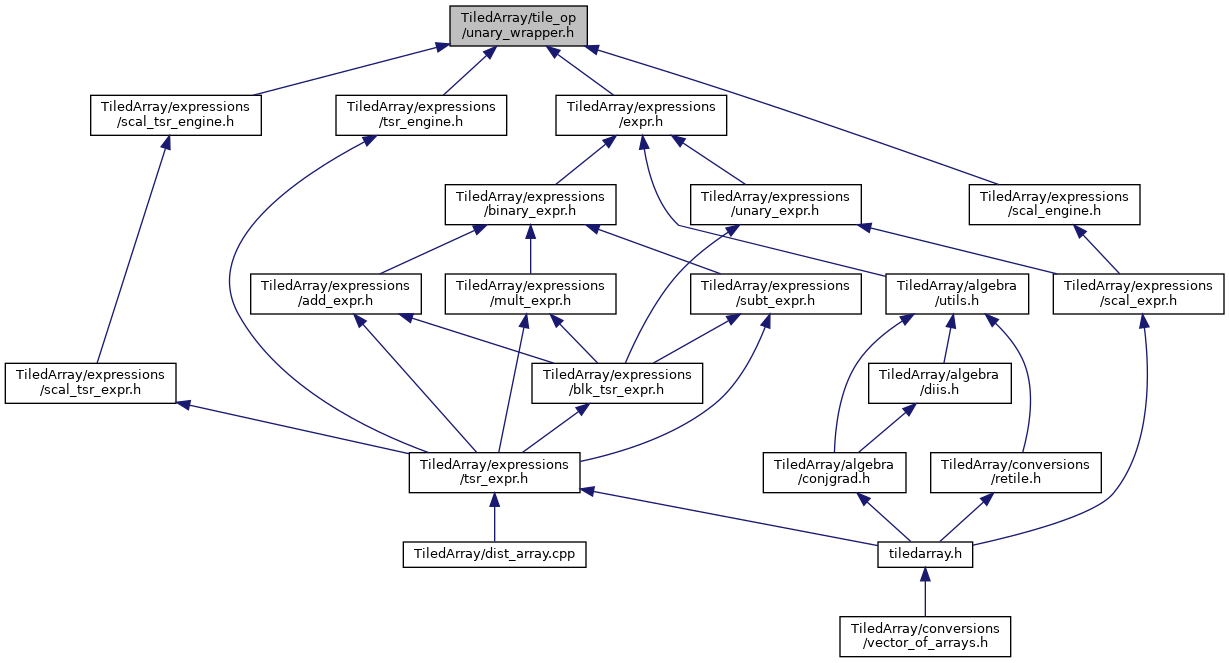 TiledArray/tile_op
/unary_wrapper.h
TiledArray/expressions
/scal_tsr_engine.h
TiledArray/expressions
/tsr_engine.h
TiledArray/expressions
/expr.h
TiledArray/expressions
/binary_expr.h
TiledArray/expressions
/unary_expr.h
TiledArray/expressions
/scal_engine.h
TiledArray/expressions
/add_expr.h
TiledArray/expressions
/mult_expr.h
TiledArray/expressions
/subt_expr.h
TiledArray/algebra
/utils.h
TiledArray/expressions
/scal_expr.h
TiledArray/expressions
/scal_tsr_expr.h
TiledArray/expressions
/blk_tsr_expr.h
TiledArray/algebra
/diis.h
TiledArray/expressions
/tsr_expr.h
TiledArray/algebra
/conjgrad.h
TiledArray/conversions
/retile.h
TiledArray/dist_array.cpp
tiledarray.h
TiledArray/conversions
/vector_of_arrays.h